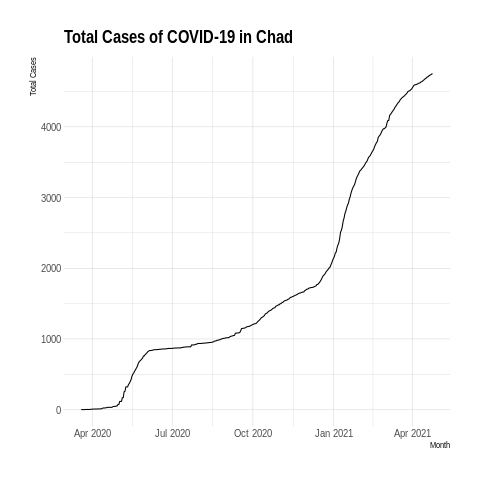 Total Cases of COVID-19 in Chad
Total Cases
4000
3000
2000
1000
0
Apr 2020 Jul 2020 Oct 2020 Jan 2021 Apr 2021
Month